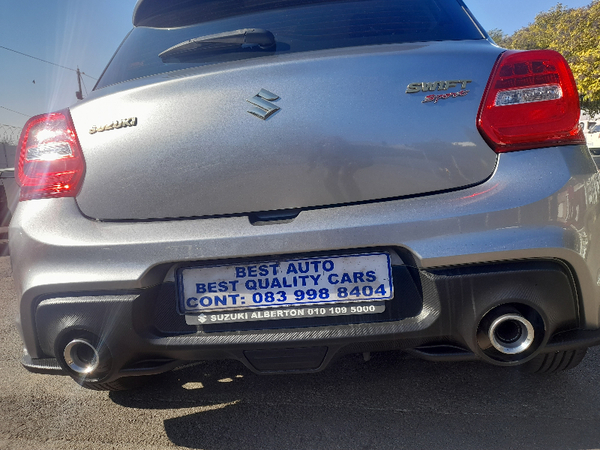 SUZUKI
SWIFT
Sport
BEST AUTO
BEST QUALITY CARS
CONT: 083 998 8404
SUZUKI ALBERTON 010 109 5000